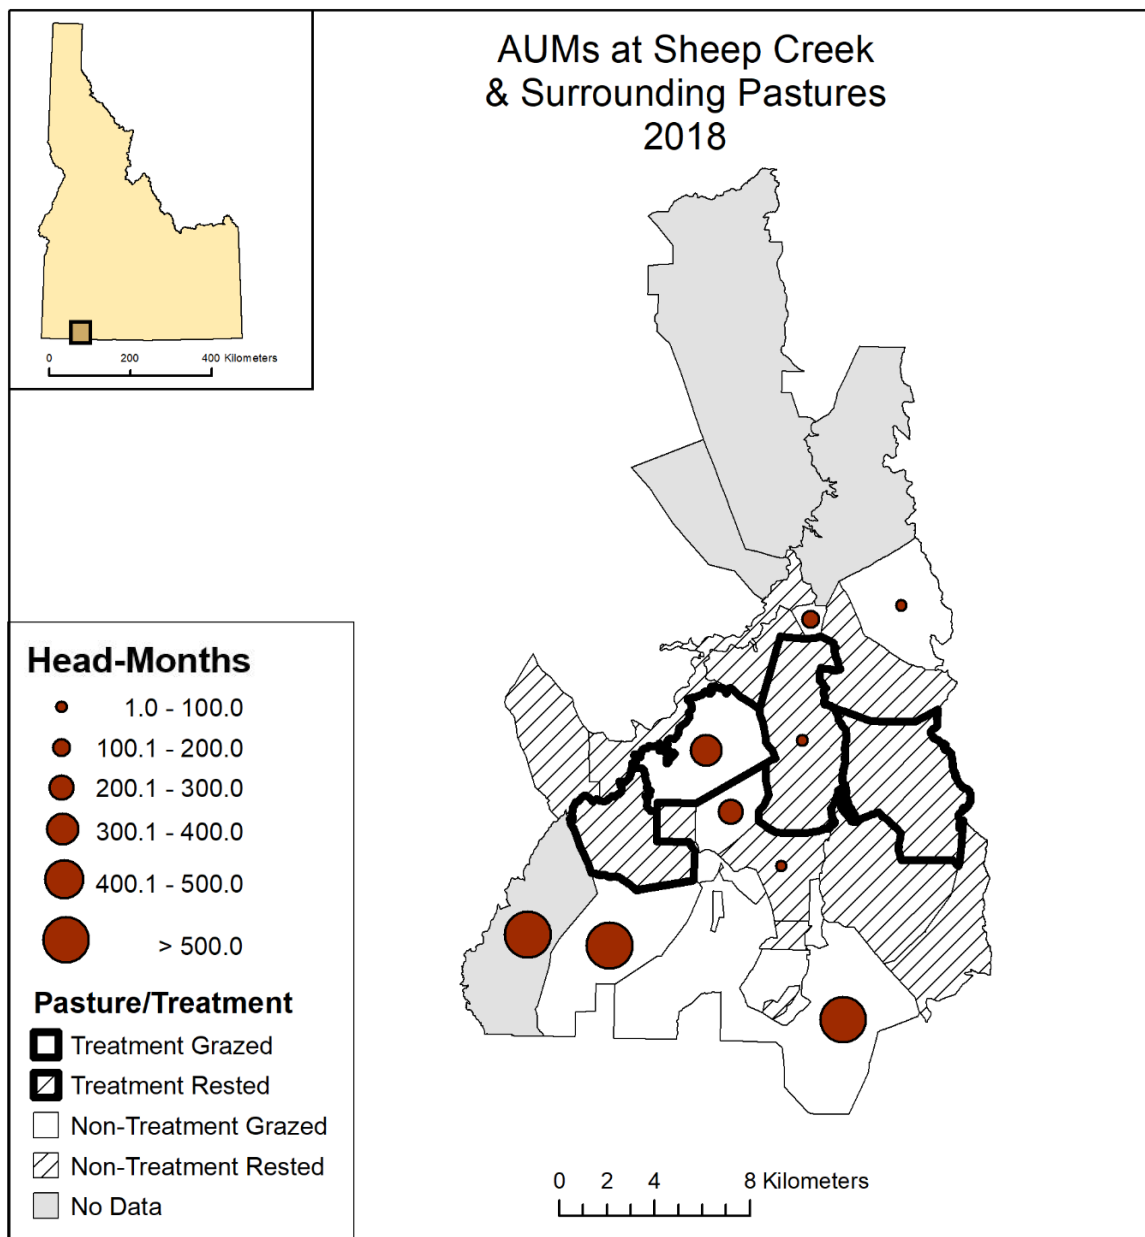 AUMs at Sheep Creek
& Surrounding Pastures
2018
0 200 400 Kilometers
Head-Months
1.0 - 100.0
100.1 - 200.0
200.1 - 300.0
300.1 - 400.0
400.1 - 500.0
> 500.0
Pasture/Treatment
Treatment Grazed
Treatment Rested
Non-Treatment Grazed
Non-Treatment Rested
No Data
0 2 4 8 Kilometers